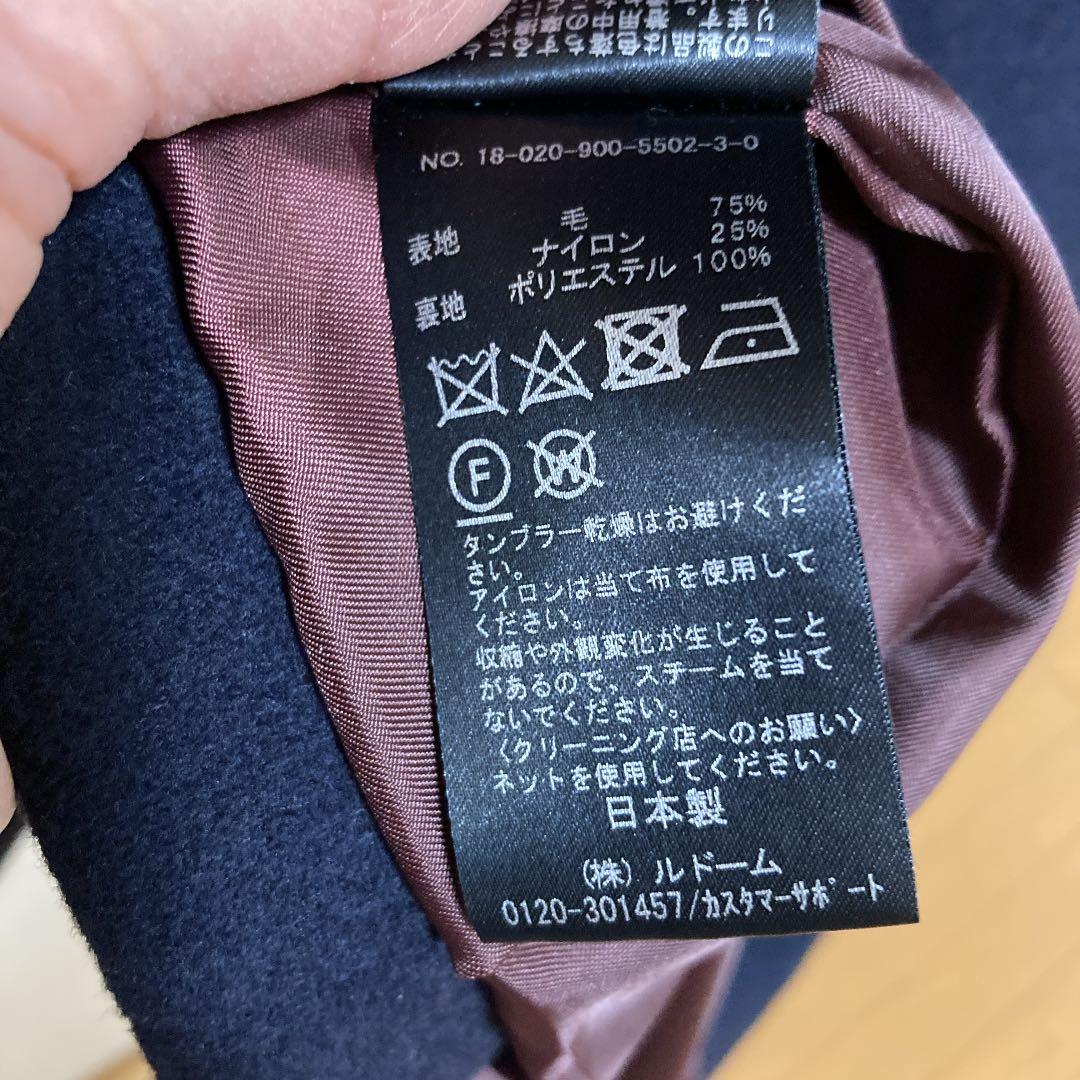 NO. 18-020-900-5502-3-0
表地 毛 75%
ナイロン 25%
裏地 ポリエステル 100%
F
W
タンブラー乾燥はお避けくだ
さい。
アイロンは当て布を使用して
ください。
収縮や外観変化が生じること
があるので、スチームを当て
ないでください。
〈クリーニング店へのお願い〉
ネットを使用してください。
日本製
(株) ルドーム
0120-301457/カスタマーサポート